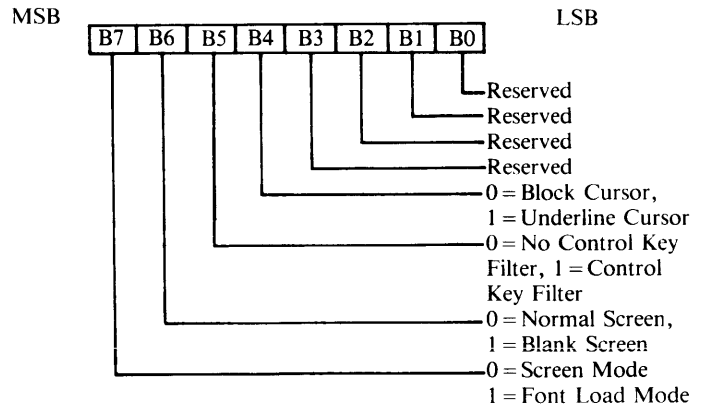 MSB LSB
B7 B6 B5 B4 B3 B2 B1 B0
Reserved
Reserved
Reserved
Reserved
0 = Block Cursor,
1 = Underline Cursor
0 = No Control Key
Filter, 1 = Control
Key Filter
0 = Normal Screen,
1 = Blank Screen
0 = Screen Mode
1 = Font Load Mode